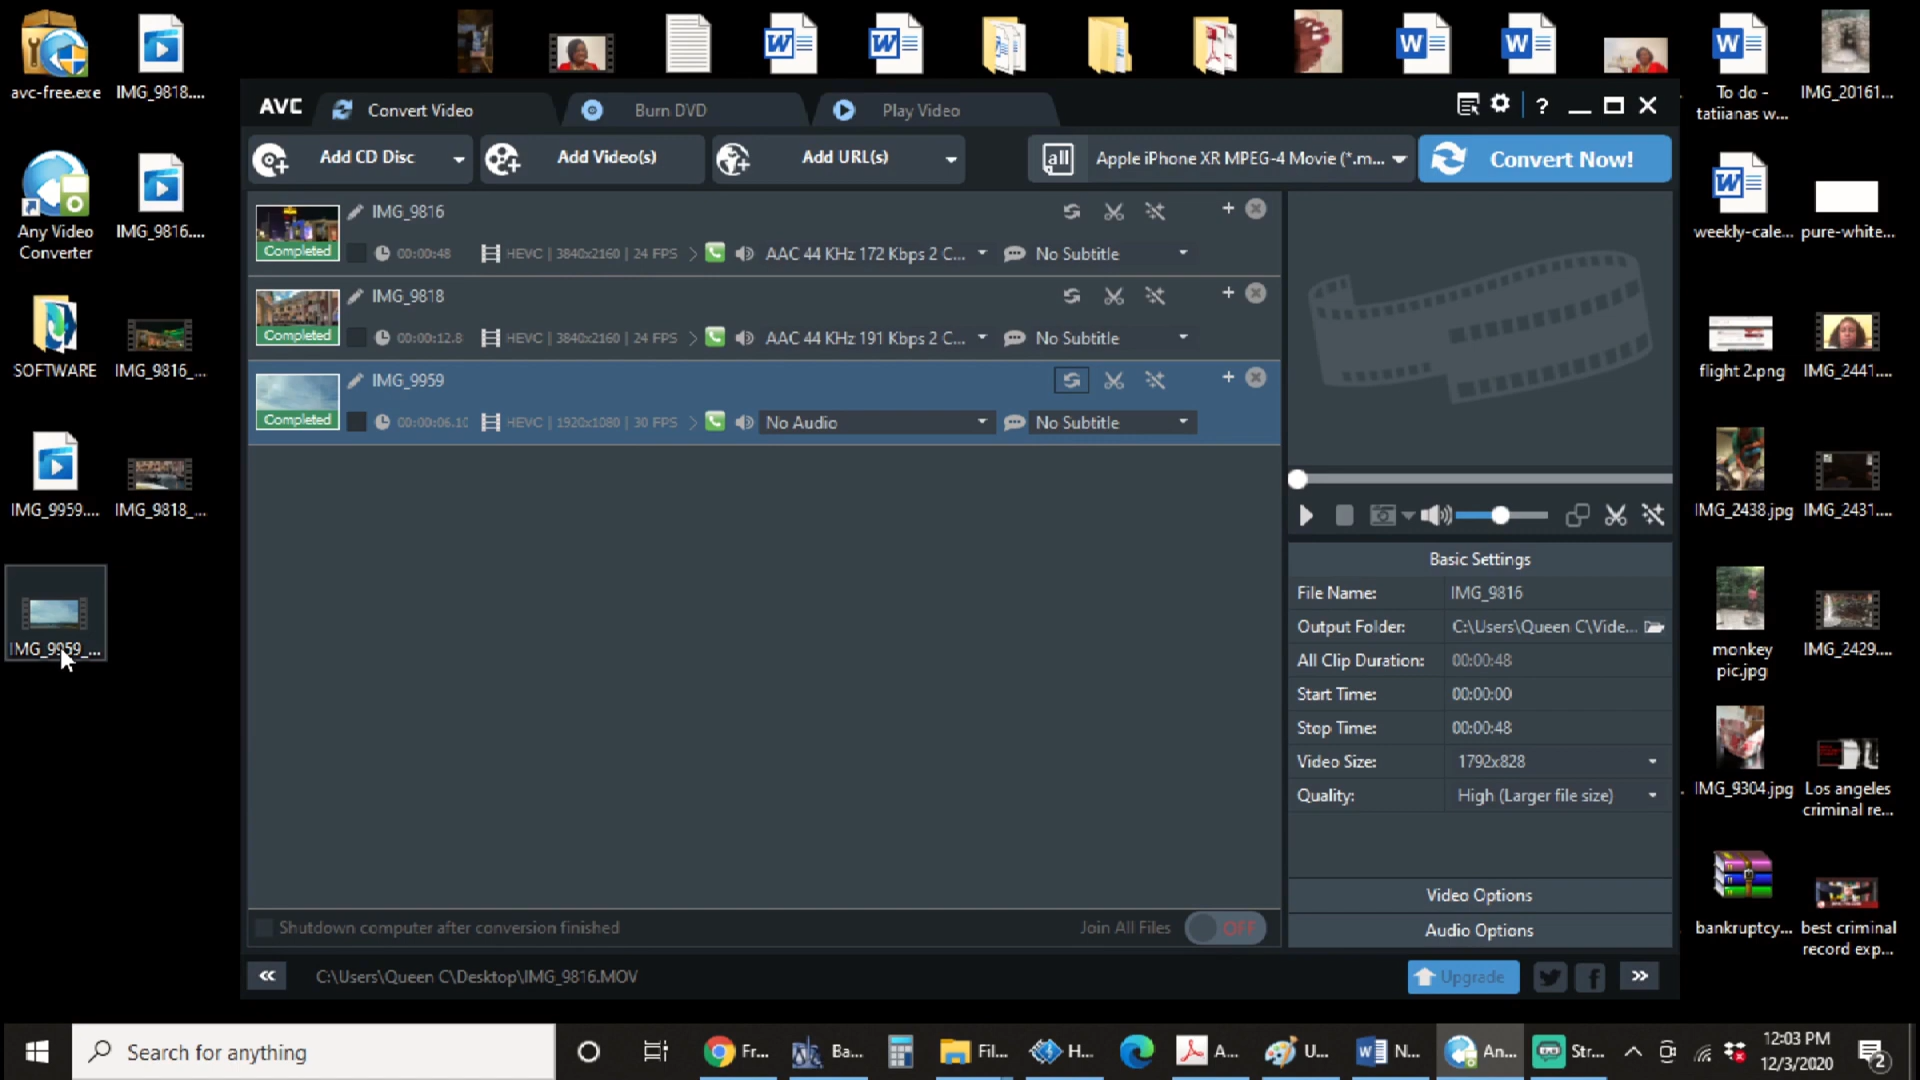 avc-free.exe
IMG_9818....
To do -
tatiianas w...
IMG_20161...
AVC
Convert Video
Burn DVD
Play Video
?
Add CD Disc
Add Video(s)
Add URL(s)
all
Apple iPhone XR MPEG-4 Movie (*.m...
Convert Now!
Any Video
Converter
IMG_9816....
weekly-cale...
pure-white...
IMG_9816
Completed
00:00:48
HEVC | 3840x2160 | 24 FPS
AAC 44 KHz 172 Kbps 2 C...
No Subtitle
IMG_9818
Completed
00:00:12.8
HEVC | 3840x2160 | 24 FPS
AAC 44 KHz 191 Kbps 2 C...
No Subtitle
IMG_9959
Completed
00:00:06.10
HEVC | 1920x1080 | 30 FPS
No Audio
No Subtitle
SOFTWARE
IMG_9816_...
flight 2.png
IMG_2441....
IMG_9959....
IMG_9818_...
IMG_2438.jpg
IMG_2431....
IMG_9959_...
Basic Settings
File Name:
IMG_9816
Output Folder:
C:\Users\Queen C\Vide...
All Clip Duration:
00:00:48
Start Time:
00:00:00
Stop Time:
00:00:48
Video Size:
1792x828
Quality:
High (Larger file size)
Video Options
Audio Options
monkey
pic.jpg
IMG_2429....
IMG_9304.jpg
Los angeles
criminal re...
bankruptcy...
best criminal
record exp...
Shutdown computer after conversion finished
Join All Files
OFF
C:\Users\Queen C\Desktop\IMG_9816.MOV
Upgrade
Search for anything
Fr...
Ba...
Fil...
H...
A...
U...
N...
An...
Str...
12:03 PM
12/3/2020
2